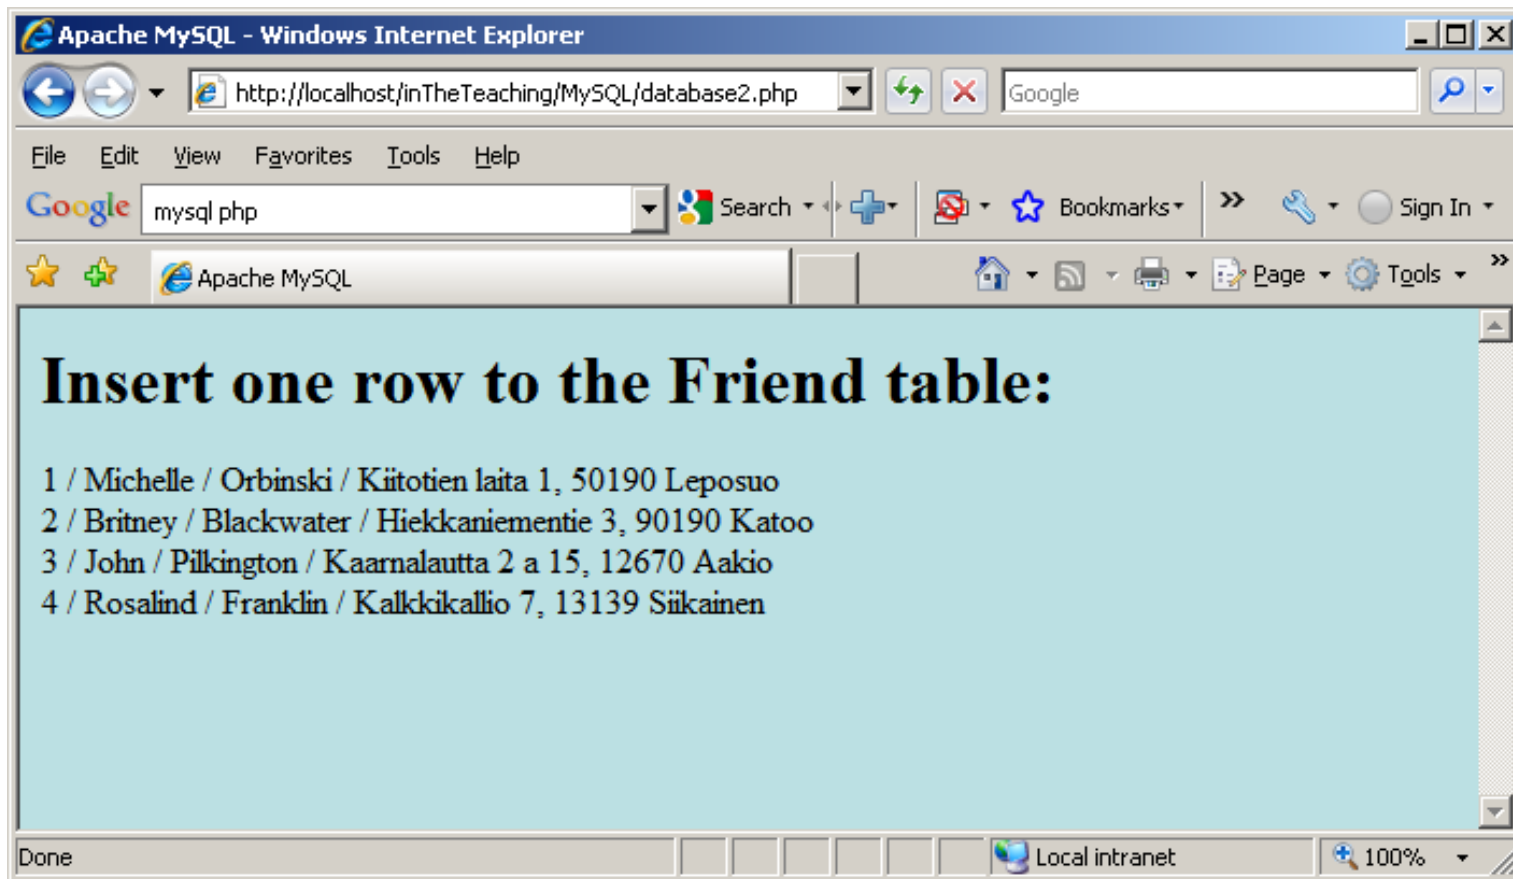 Apache MySQL - Windows Internet Explorer
http://localhost/inTheTeaching/MySQL/database2.php Google
File Edit View Favorites Tools Help
Google mysql php Search Bookmarks >> Sign In
Apache MySQL Page Tools >>
Insert one row to the Friend table:
1 / Michelle / Orbinski / Kiitotien laita 1, 50190 Leposuo
2 / Britney / Blackwater / Hiekkaniementie 3, 90190 Katoo
3 / John / Pilkington / Kaarnalautta 2 a 15, 12670 Aakio
4 / Rosalind / Franklin / Kalkkikallio 7, 13139 Siikainen
Done Local intranet 100%